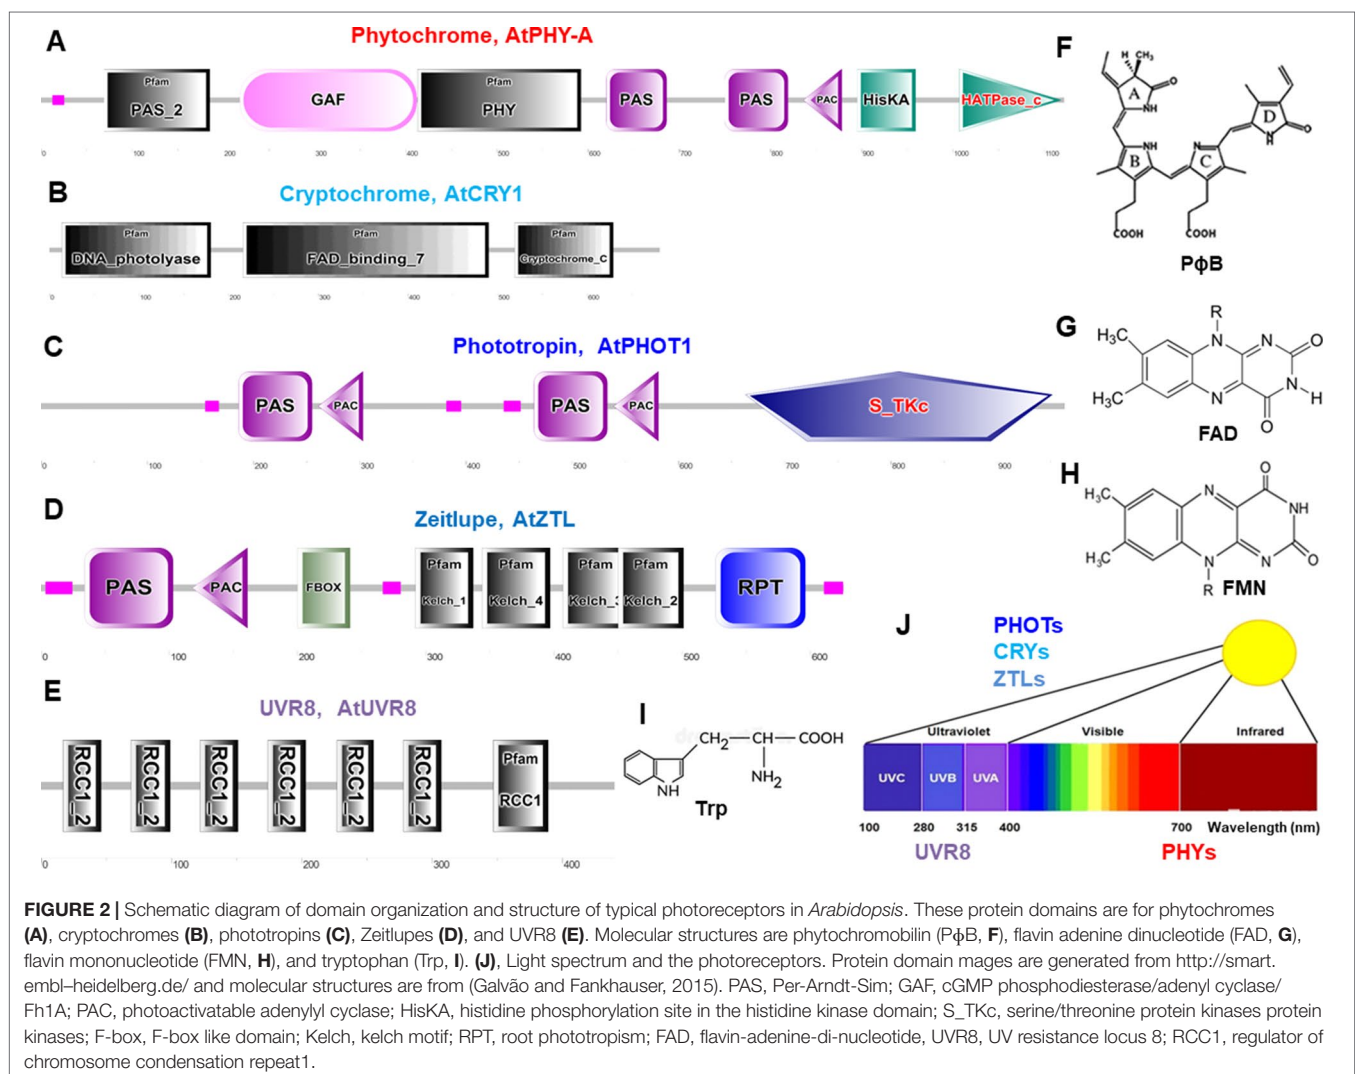 A
Phytochrome, AtPHY-A
Pfam
PAS_2
GAF
Pfam
PHY
PAS
PAS
PAC
HisKA
HATPase_c
0 100 200 300 400 500 600 700 800 900 1000 1100
B
Cryptochrome, AtCRY1
Pfam
DNA_photolyase
Pfam
FAD_binding_7
Pfam
Cryptochrome_C
0 100 200 300 400 500 600
C
Phototropin, AtPHOT1
PAS
PAC
PAS
PAC
S_TKc
0 100 200 300 400 500 600 700 800 900
D
Zeitlupe, AtZTL
PAS
PAC
FBOX
Pfam
Kelch_1
Pfam
Kelch_4
Pfam
Kelch_3
Pfam
Kelch_2
RPT
0 100 200 300 400 500 600
E
UVR8, AtUVR8
RCC1_2
RCC1_2
RCC1_2
RCC1_2
RCC1_2
RCC1_2
Pfam
RCC1
0 100 200 300 400
F
H CH₃
A
O
NH
B
NH
N
C
D
N
H
O
COOH
COOH
PϕB
G
R
H₃C
H₃C
N
N
N
N
O
O
H
FAD
H
H₃C
H₃C
N
N
N
NH
O
O
R
FMN
I
CH₂ CH COOH
NH₂
NH
Trp
J
PHOTs
CRYs
ZTLs
Ultraviolet Visible Infrared
UVC UVB UVA
100 280 315 400 700 Wavelength (nm)
UVR8 PHYs
FIGURE 2 | Schematic diagram of domain organization and structure of typical photoreceptors in Arabidopsis. These protein domains are for phytochromes
(A), cryptochromes (B), phototropins (C), Zeitlupes (D), and UVR8 (E). Molecular structures are phytochromobilin (PϕB, F), flavin adenine dinucleotide (FAD, G),
flavin mononucleotide (FMN, H), and tryptophan (Trp, I). (J), Light spectrum and the photoreceptors. Protein domain mages are generated from http://smart.
embl–heidelberg.de/ and molecular structures are from (Galvão and Fankhauser, 2015). PAS, Per-Arndt-Sim; GAF, cGMP phosphodiesterase/adenyl cyclase/
Fh1A; PAC, photoactivatable adenylyl cyclase; HisKA, histidine phosphorylation site in the histidine kinase domain; S_TKc, serine/threonine protein kinases protein
kinases; F-box, F-box like domain; Kelch, kelch motif; RPT, root phototropism; FAD, flavin-adenine-di-nucleotide, UVR8, UV resistance locus 8; RCC1, regulator of
chromosome condensation repeat1.